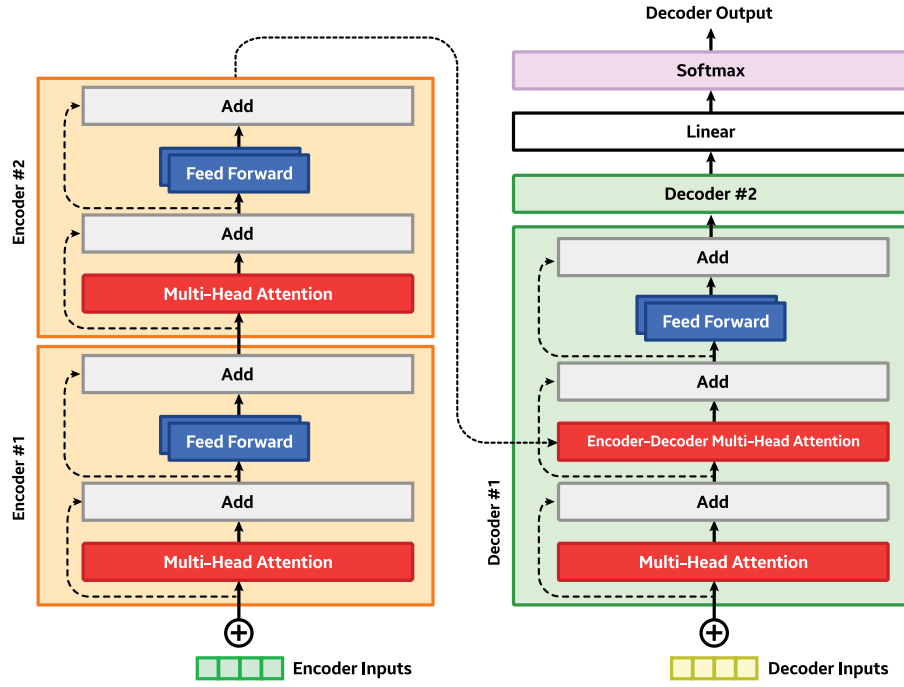 Encoder #2
Add
Feed Forward
Add
Multi-Head Attention
Encoder #1
Add
Feed Forward
Add
Multi-Head Attention
Encoder Inputs
Decoder Output
Softmax
Linear
Decoder #2
Decoder #1
Add
Feed Forward
Add
Encoder-Decoder Multi-Head Attention
Add
Multi-Head Attention
Decoder Inputs